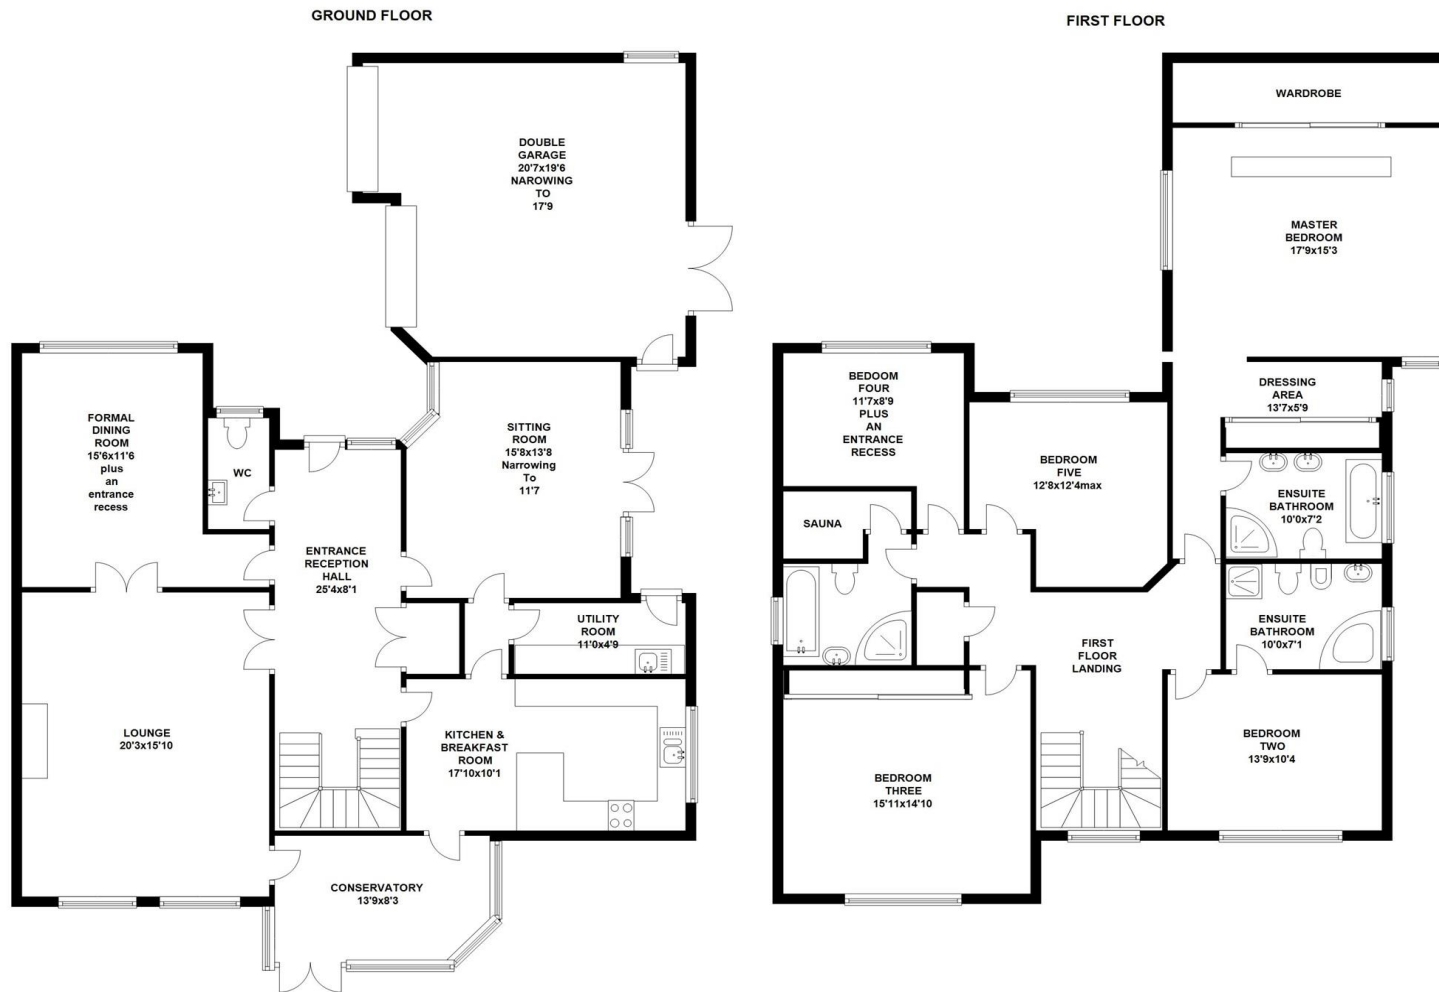 GROUND FLOOR
DOUBLE
GARAGE
20'7x19'6
NARROWING
TO
17'9
FORMAL
DINING
ROOM
15'6x11'6
plus
an
entrance
recess
WC
SITTING
ROOM
15'8x13'8
Narrowing
To
11'7
ENTRANCE
RECEPTION
HALL
25'4x8'1
UTILITY
ROOM
11'0x4'9
LOUNGE
20'3x15'10
KITCHEN &
BREAKFAST
ROOM
17'10x10'1
CONSERVATORY
13'9x8'3
FIRST FLOOR
WARDROBE
MASTER
BEDROOM
17'9x15'3
DRESSING
AREA
13'7x5'9
BEDOOM
FOUR
11'7x8'9
PLUS
AN
ENTRANCE
RECESS
BEDROOM
FIVE
12'8x12'4max
ENSUITE
BATHROOM
10'0x7'2
SAUNA
ENSUITE
BATHROOM
10'0x7'1
FIRST
FLOOR
LANDING
BEDROOM
TWO
13'9x10'4
BEDROOM
THREE
15'11x14'10